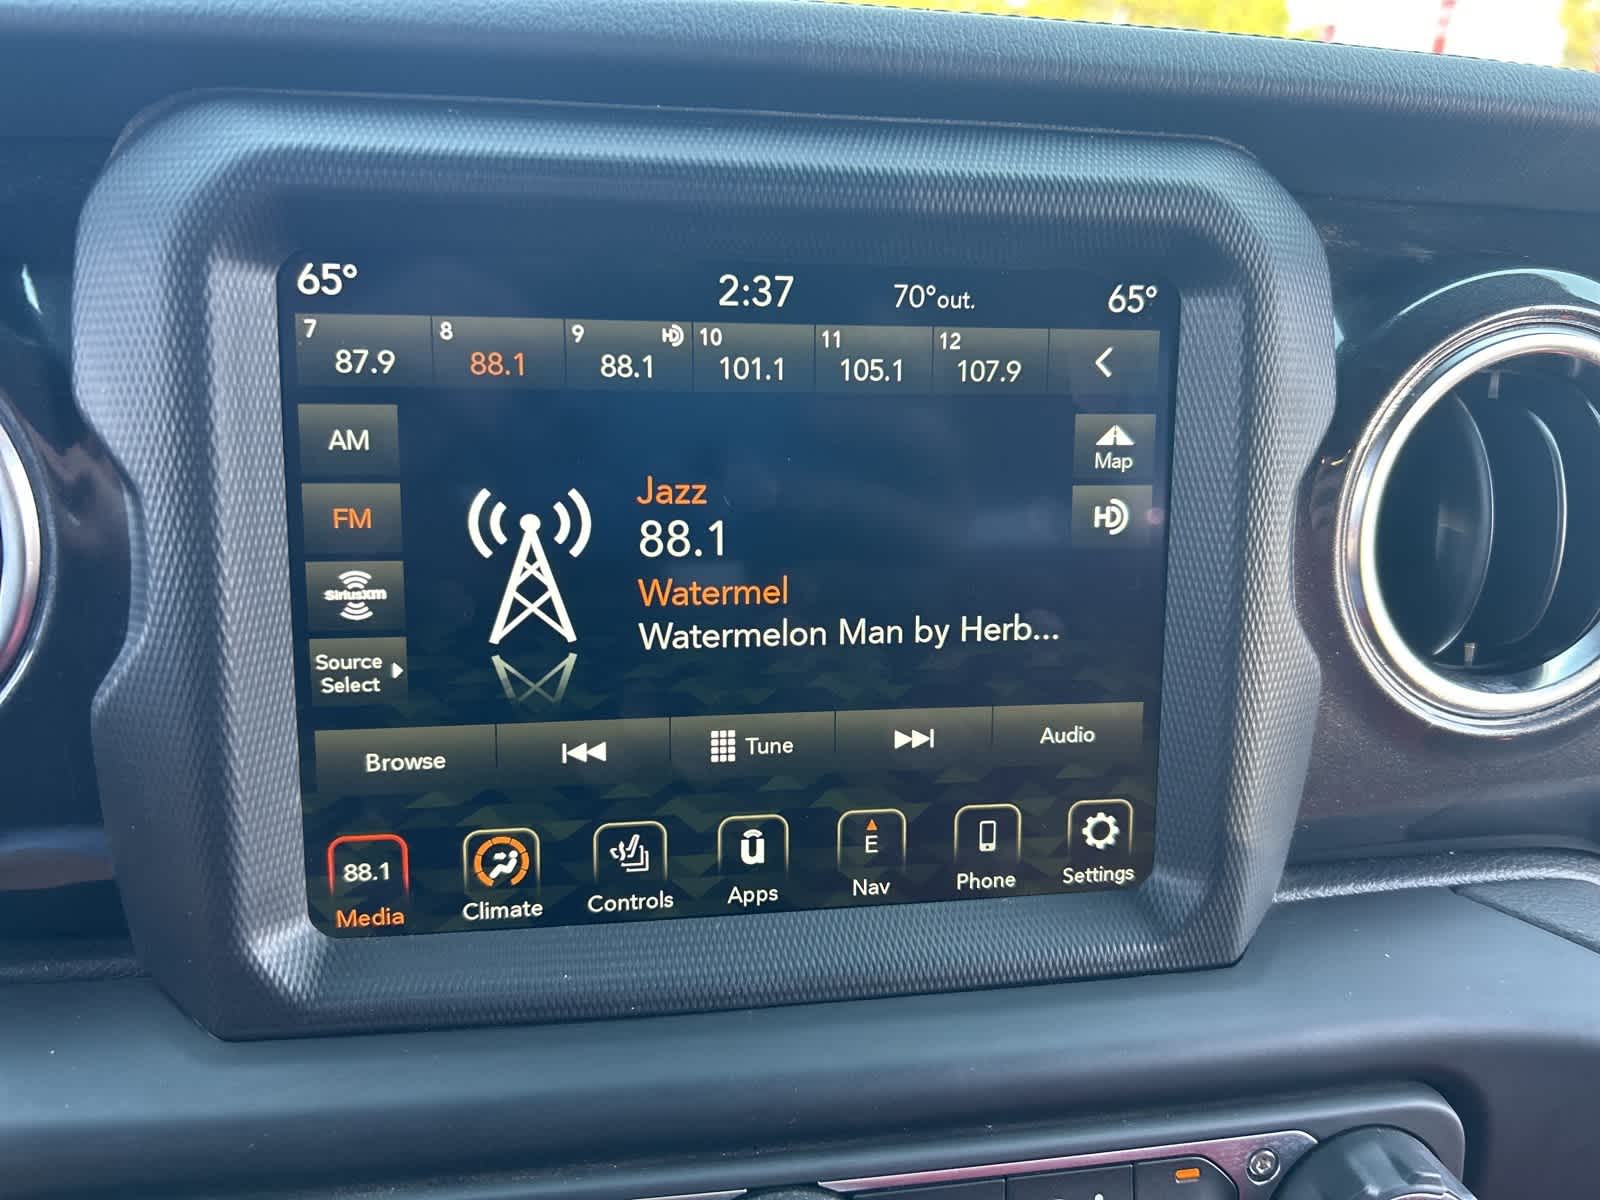 65° 2:37 70°out. 65°
7 8 9 HD 10 11 12
87.9 88.1 88.1 101.1 105.1 107.9
AM
Map
FM
HD
Jazz
88.1
SiriusXM
Watermel
Watermelon Man by Herb...
Source
Select
Browse Tune Audio
88.1 E
Media Climate Controls Apps Nav Phone Settings